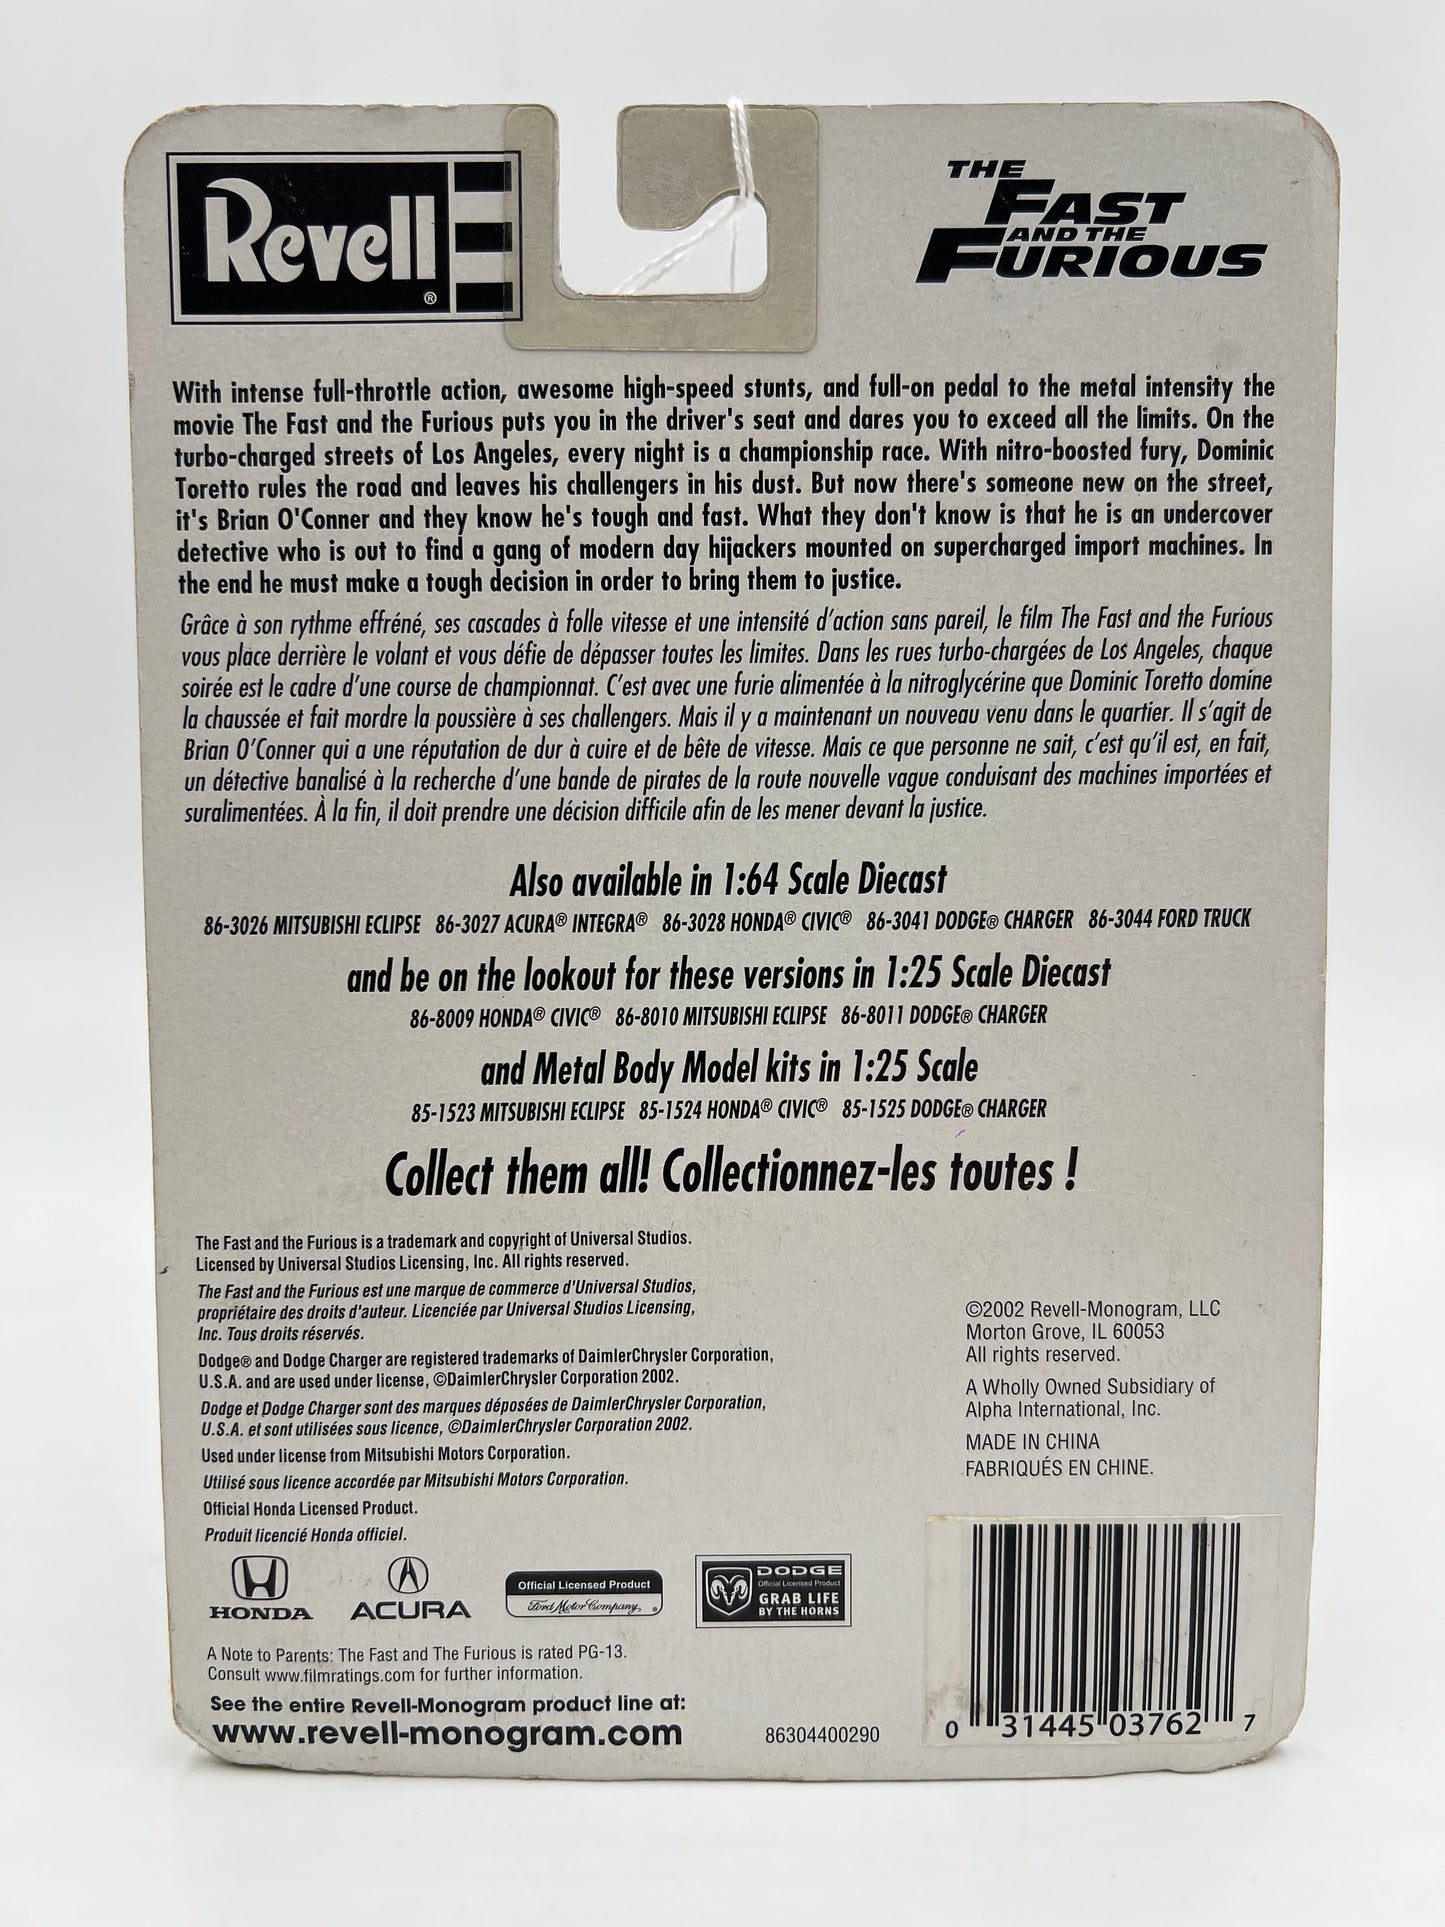 Revell®
THE
FAST
AND THE
FURIOUS
With intense full-throttle action, awesome high-speed stunts, and full-on pedal to the metal intensity the
movie The Fast and the Furious puts you in the driver's seat and dares you to exceed all the limits. On the
turbo-charged streets of Los Angeles, every night is a championship race. With nitro-boosted fury, Dominic
Toretto rules the road and leaves his challengers in his dust. But now there's someone new on the street,
it's Brian O'Conner and they know he's tough and fast. What they don't know is that he is an undercover
detective who is out to find a gang of modern day hijackers mounted on supercharged import machines. In
the end he must make a tough decision in order to bring them to justice.
Grâce à son rythme effréné, ses cascades à folle vitesse et une intensité d'action sans pareil, le film The Fast and the Furious
vous place derrière le volant et vous défie de dépasser toutes les limites. Dans les rues turbo-chargées de Los Angeles, chaque
soirée est le cadre d'une course de championnat. C'est avec une furie alimentée à la nitroglycérine que Dominic Toretto domine
la chaussée et fait mordre la poussière à ses challengers. Mais il y a maintenant un nouveau venu dans le quartier. Il s'agit de
Brian O'Conner qui a une réputation de dur à cuire et de bête de vitesse. Mais ce que personne ne sait, c'est qu'il est, en fait,
un détective banalisé à la recherche d'une bande de pirates de la route nouvelle vague conduisant des machines importées et
suralimentées. À la fin, il doit prendre une décision difficile afin de les mener devant la justice.
Also available in 1:64 Scale Diecast
86-3026 MITSUBISHI ECLIPSE 86-3027 ACURA® INTEGRA® 86-3028 HONDA® CIVIC® 86-3041 DODGE® CHARGER 86-3044 FORD TRUCK
and be on the lookout for these versions in 1:25 Scale Diecast
86-8009 HONDA® CIVIC® 86-8010 MITSUBISHI ECLIPSE 86-8011 DODGE® CHARGER
and Metal Body Model kits in 1:25 Scale
85-1523 MITSUBISHI ECLIPSE 85-1524 HONDA® CIVIC® 85-1525 DODGE® CHARGER
Collect them all! Collectionnez-les toutes !
The Fast and the Furious is a trademark and copyright of Universal Studios.
Licensed by Universal Studios Licensing, Inc. All rights reserved.
The Fast and the Furious est une marque de commerce d'Universal Studios,
propriétaire des droits d'auteur. Licenciée par Universal Studios Licensing,
Inc. Tous droits réservés.
Dodge® and Dodge Charger are registered trademarks of DaimlerChrysler Corporation,
U.S.A. and are used under license, ©DaimlerChrysler Corporation 2002.
Dodge et Dodge Charger sont des marques déposées de DaimlerChrysler Corporation,
U.S.A. et sont utilisées sous licence, ©DaimlerChrysler Corporation 2002.
Used under license from Mitsubishi Motors Corporation.
Utilisé sous licence accordée par Mitsubishi Motors Corporation.
Official Honda Licensed Product.
Produit licencié Honda officiel.
©2002 Revell-Monogram, LLC
Morton Grove, IL 60053
All rights reserved.
A Wholly Owned Subsidiary of
Alpha International, Inc.
MADE IN CHINA
FABRIQUÉS EN CHINE.
HONDA
ACURA
Official Licensed Product
Ford Motor Company ®
DODGE
Official Licensed Product
GRAB LIFE
BY THE HORNS
A Note to Parents: The Fast and The Furious is rated PG-13.
Consult www.filmratings.com for further information.
See the entire Revell-Monogram product line at:
www.revell-monogram.com
86304400290
0 31445 03762 7